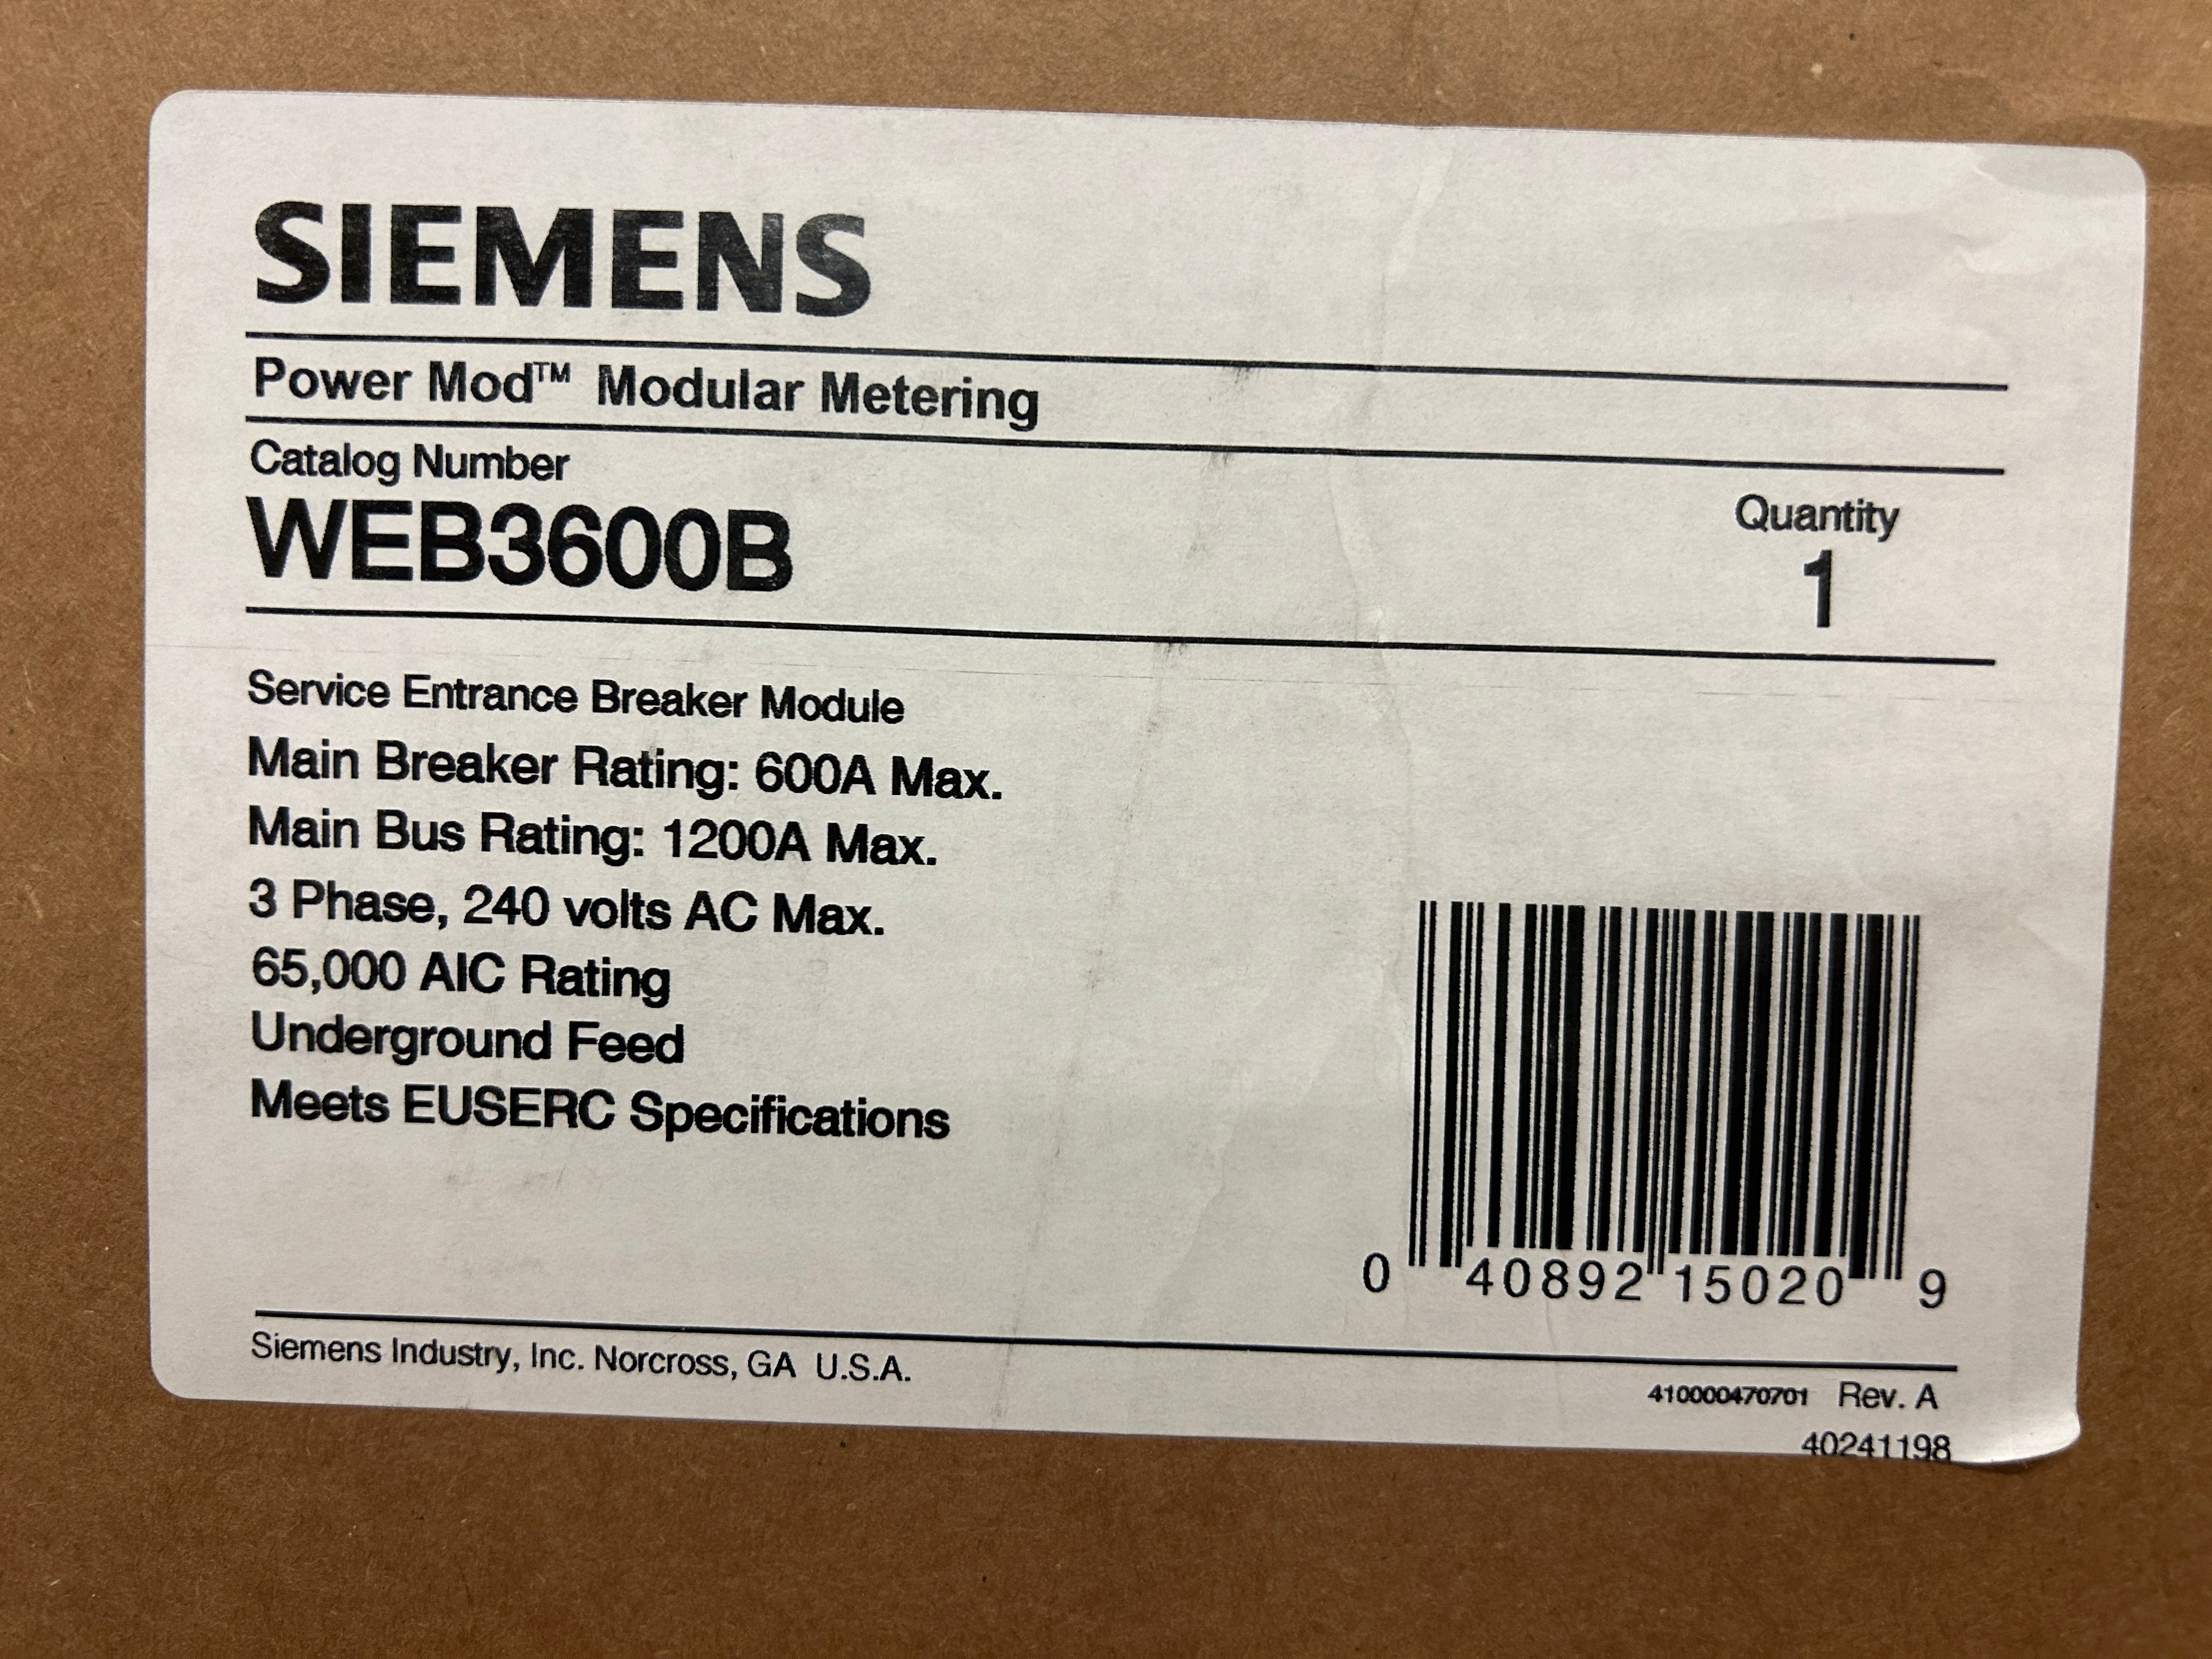 SIEMENS
Power Mod™ Modular Metering
Catalog Number
WEB3600B
Quantity
1
Service Entrance Breaker Module
Main Breaker Rating: 600A Max.
Main Bus Rating: 1200A Max.
3 Phase, 240 volts AC Max.
65,000 AIC Rating
Underground Feed
Meets EUSERC Specifications
0 40892 15020 9
Siemens Industry, Inc. Norcross, GA U.S.A.
410000470701 Rev. A
40241198